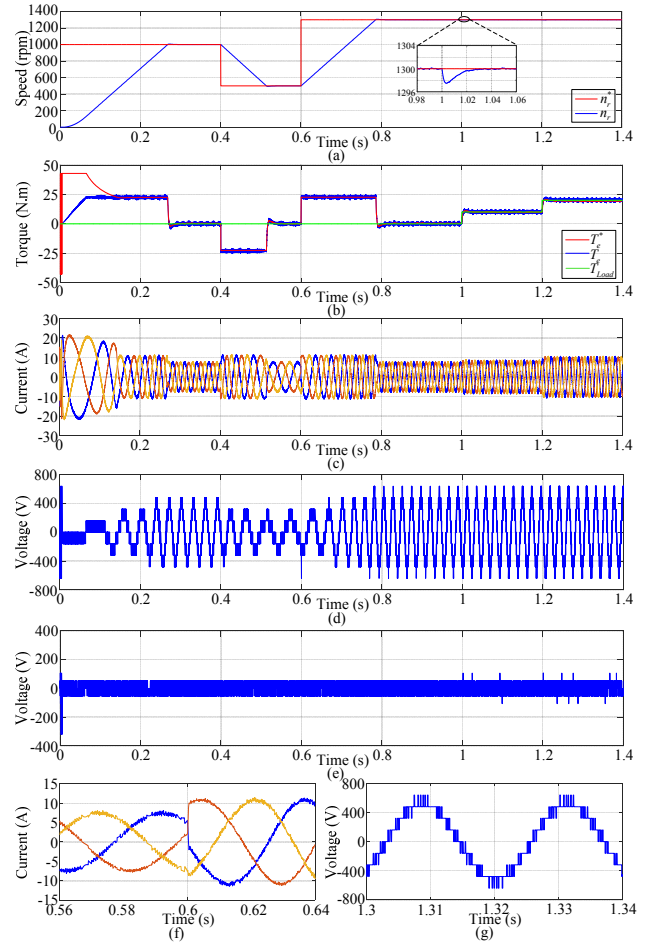 1400
1200
1000
800
600
400
200
0
Speed (rpm)
1304
1300
1296
0.98 1 1.02 1.04 1.06
n_r^*
n_r
0 0.2 0.4 0.6 0.8 1 1.2 1.4
Time (s)
(a)
50
25
0
-25
-50
Torque (N.m)
T_e^*
T_e
T_Load
0 0.2 0.4 0.6 0.8 1 1.2 1.4
Time (s)
(b)
30
20
10
0
-10
-20
-30
Current (A)
0 0.2 0.4 0.6 0.8 1 1.2 1.4
Time (s)
(c)
800
400
0
-400
-800
Voltage (V)
0 0.2 0.4 0.6 0.8 1 1.2 1.4
Time (s)
(d)
400
200
0
-200
-400
Voltage (V)
0 0.2 0.4 0.6 0.8 1 1.2 1.4
Time (s)
(e)
15
10
5
0
-5
-10
-15
Current (A)
0.56 0.58 0.6 0.62 0.64
Time (s)
(f)
800
400
0
-400
-800
Voltage (V)
1.3 1.31 1.32 1.33 1.34
Time (s)
(g)